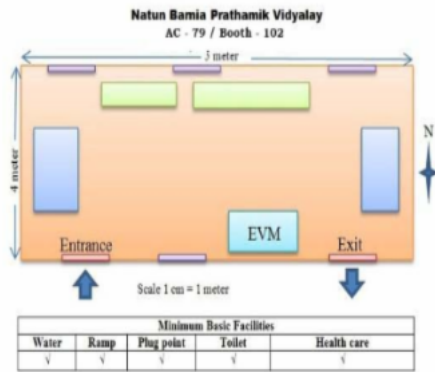 Natun Bamia Prathamik Vidyalay
AC - 79 / Booth - 102
5 meter
4 meter
N
EVM
Entrance
Exit
Scale 1 cm = 1 meter
Minimum Basic Facilities
Water Ramp Plug point Toilet Health care
√ √ √ √ √